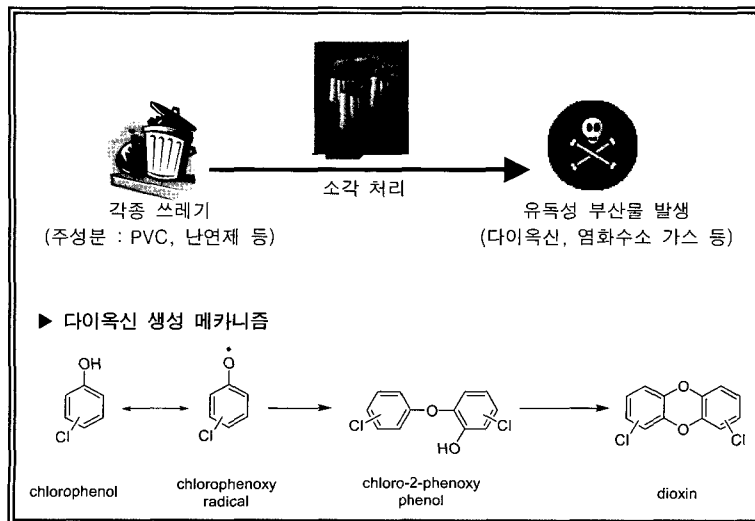 소각 처리
각종 쓰레기
(주성분 : PVC, 난연제 등)
유독성 부산물 발생
(다이옥신, 염화수소 가스 등)
▶ 다이옥신 생성 메카니즘
OH
Cl
O
Cl
Cl
O
HO
Cl
O
O
Cl
Cl
chlorophenol
chlorophenoxy
radical
chloro-2-phenoxy
phenol
dioxin